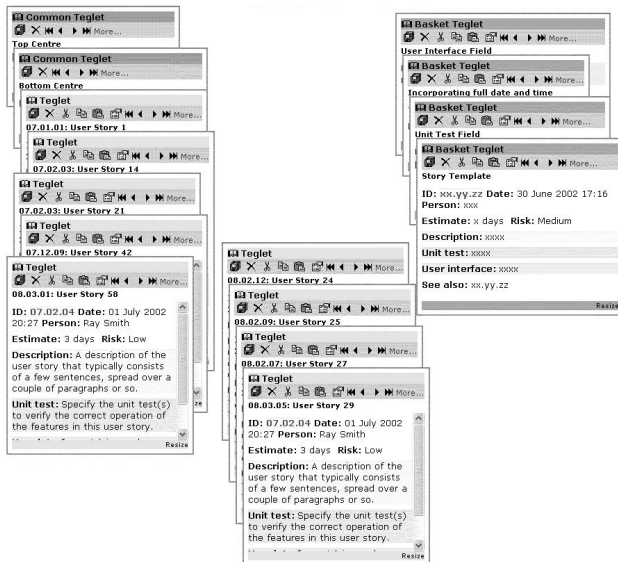 Common Teglet
More...
Top Centre
Common Teglet
More...
Bottom Centre
Teglet
More...
07.01.01: User Story 1
Teglet
More...
07.02.03: User Story 14
Teglet
More...
07.02.03: User Story 21
Teglet
More...
07.12.09: User Story 42
Teglet
More...
08.03.01: User Story 58
ID: 07.02.04 Date: 01 July 2002
20:27 Person: Ray Smith
Estimate: 3 days Risk: Low
Description: A description of the
user story that typically consists
of a few sentences, spread over a
couple of paragraphs or so.
Unit test: Specify the unit test(s)
to verify the correct operation of
the features in this user story.
Resize
Teglet
More...
08.02.12: User Story 24
Teglet
More...
08.02.09: User Story 25
Teglet
More...
08.02.07: User Story 27
Teglet
More...
08.03.05: User Story 29
ID: 07.02.04 Date: 01 July 2002
20:27 Person: Ray Smith
Estimate: 3 days Risk: Low
Description: A description of the
user story that typically consists
of a few sentences, spread over a
couple of paragraphs or so.
Unit test: Specify the unit test(s)
to verify the correct operation of
the features in this user story.
Resize
Basket Teglet
More...
User Interface Field
Basket Teglet
More...
Incorporating full date and time
Basket Teglet
More...
Unit Test Field
Basket Teglet
More...
Story Template
ID: xx.yy.zz Date: 30 June 2002 17:16
Person: xxx
Estimate: x days Risk: Medium
Description: xxxx
Unit test: xxxx
User interface: xxxx
See also: xx.yy.zz
Resize